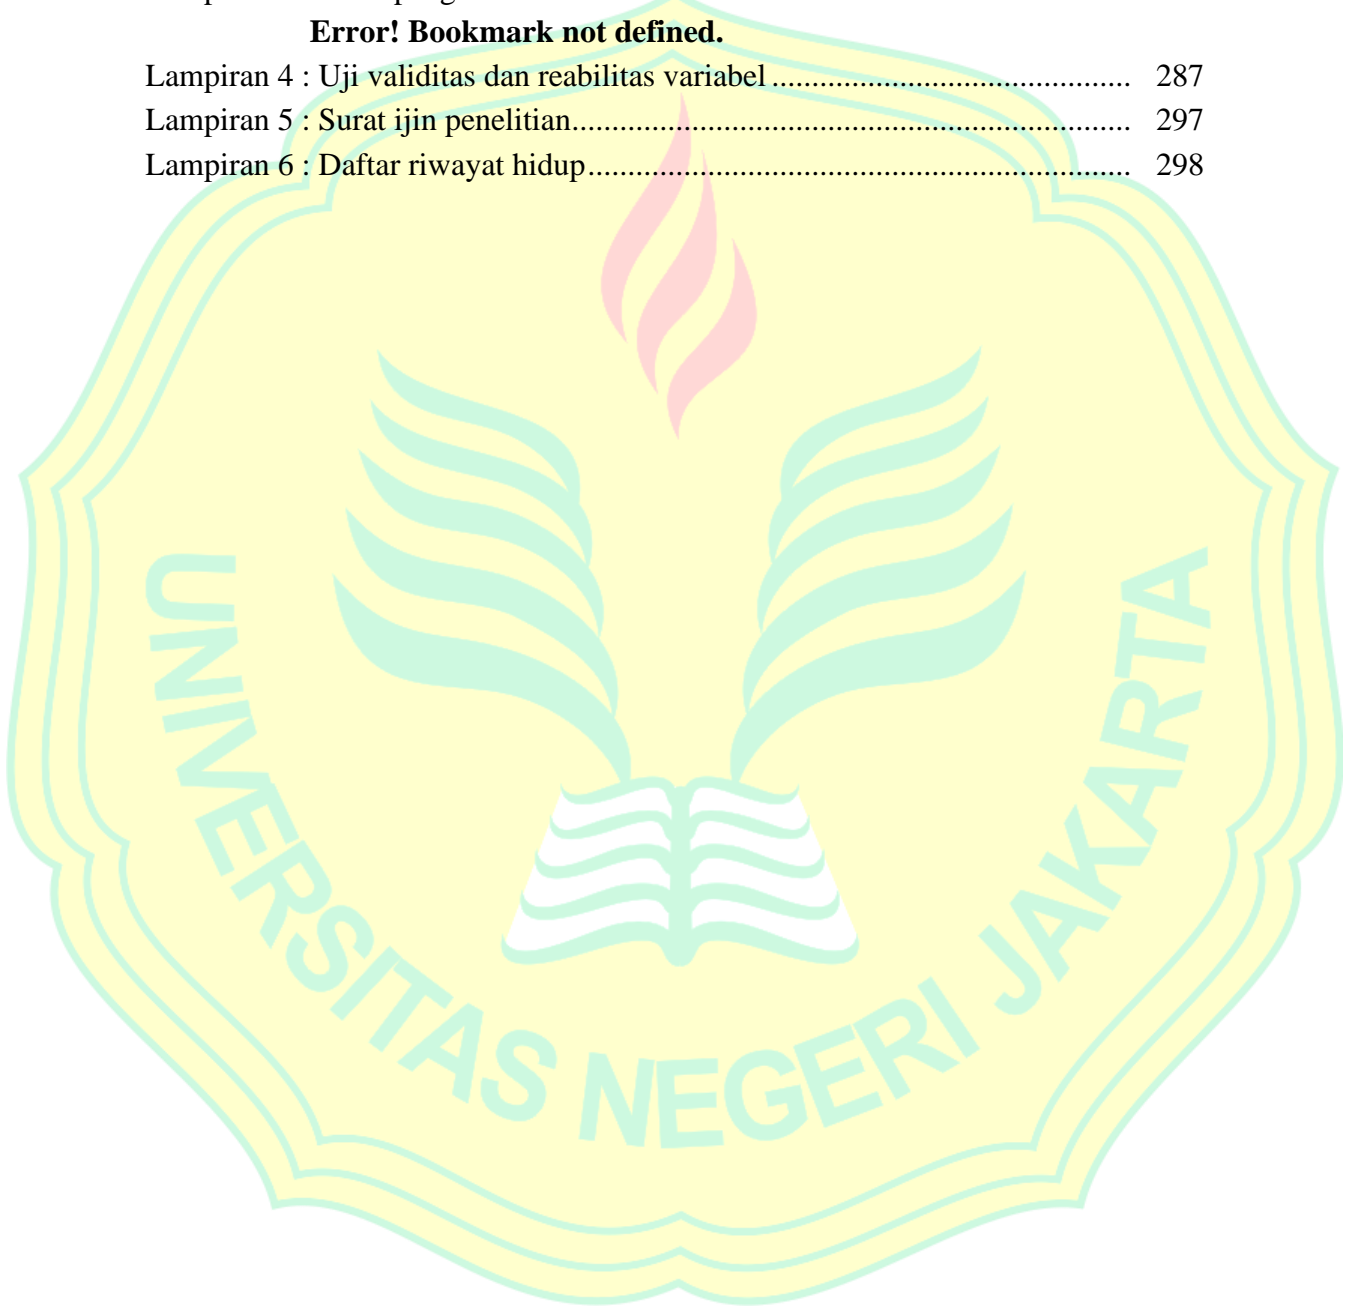 Error! Bookmark not defined.
Lampiran 4 : Uji validitas dan reabilitas variabel............................................. 287
Lampiran 5 : Surat ijin penelitian...................................................................... 297
Lampiran 6 : Daftar riwayat hidup.................................................................... 298
UNIVERSITAS NEGERI JAKARTA